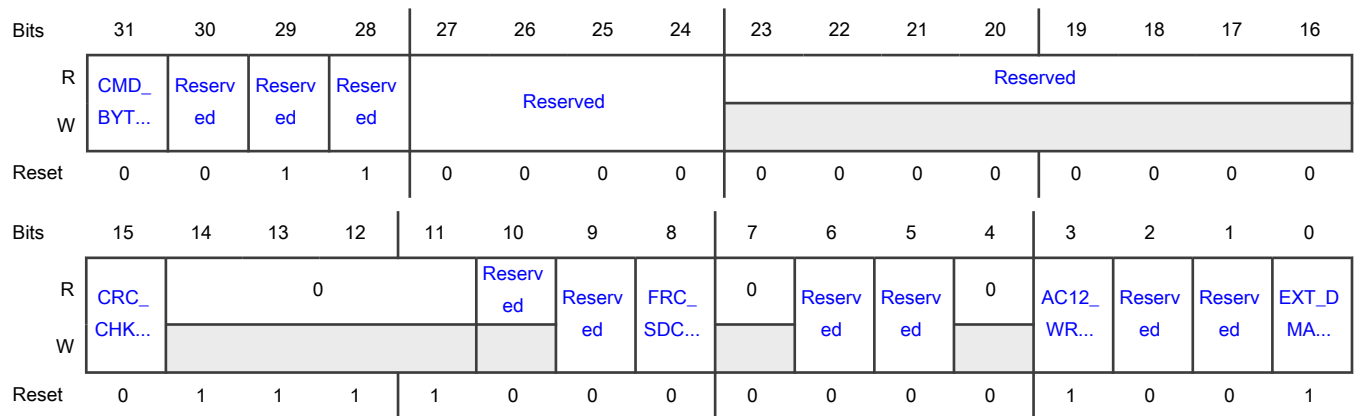 Bits 31 30 29 28 27 26 25 24 23 22 21 20 19 18 17 16
R CMD_ Reserv Reserv Reserv Reserved Reserved
W BYT... ed ed ed
Reset 0 0 1 1 0 0 0 0 0 0 0 0 0 0 0 0
Bits 15 14 13 12 11 10 9 8 7 6 5 4 3 2 1 0
R CRC_ 0 Reserv ed Reserv FRC_ 0 Reserv Reserv 0 AC12_ Reserv Reserv EXT_D
W CHK... ed SDC... ed ed WR... ed ed MA...
Reset 0 1 1 1 1 0 0 0 0 0 0 0 1 0 0 1